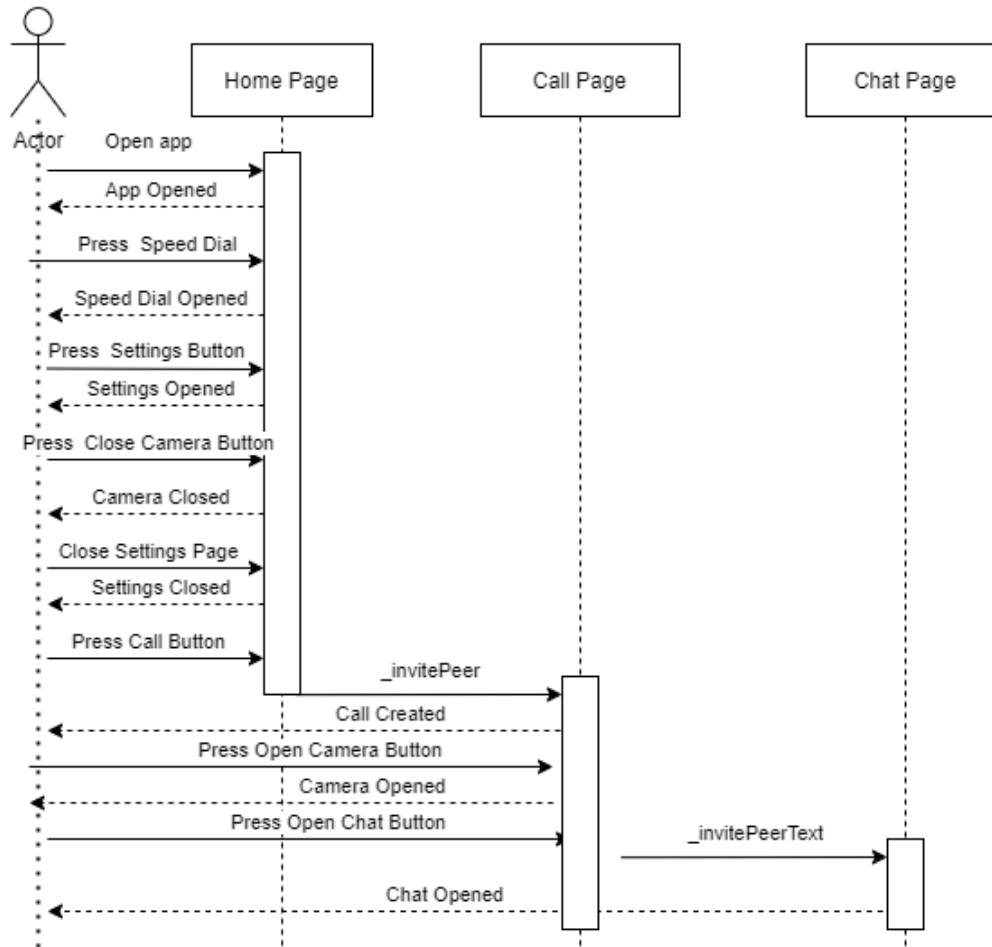 Home Page
Call Page
Chat Page
Actor
Open app
App Opened
Press Speed Dial
Speed Dial Opened
Press Settings Button
Settings Opened
Press Close Camera Button
Camera Closed
Close Settings Page
Settings Closed
Press Call Button
_invitePeer
Call Created
Press Open Camera Button
Camera Opened
Press Open Chat Button
_invitePeerText
Chat Opened